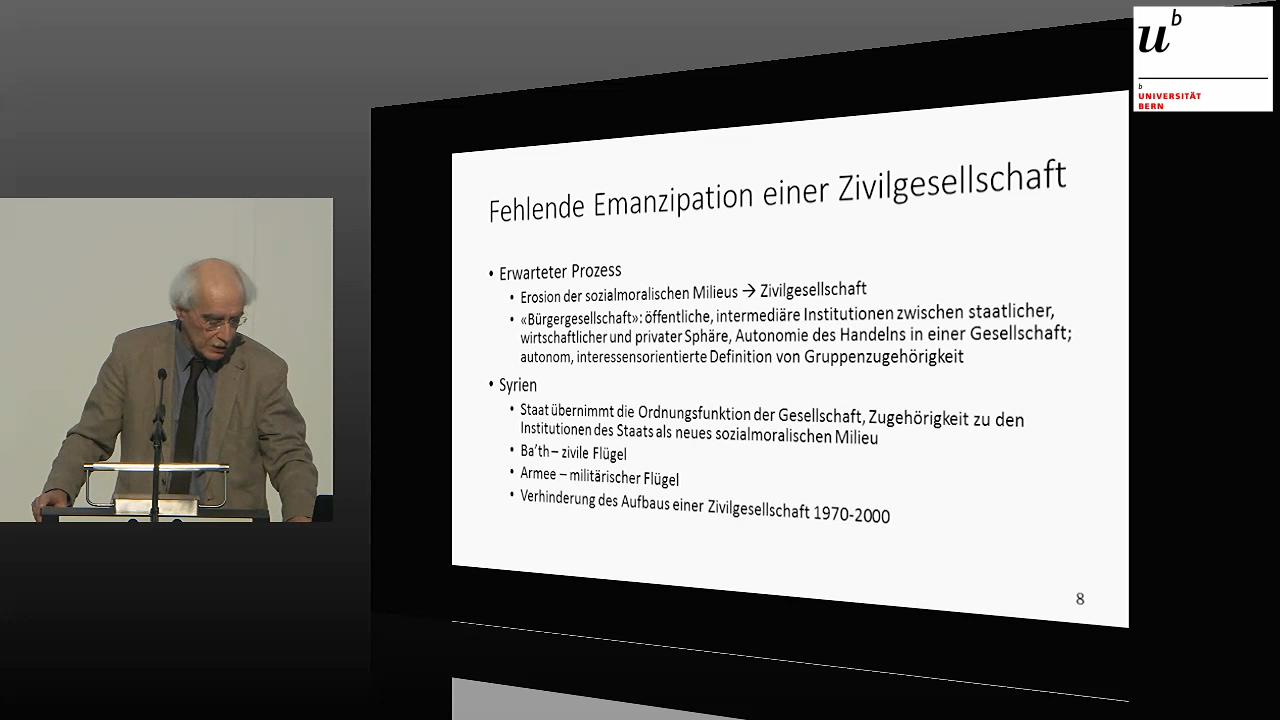 u
b
b
UNIVERSITÄT
BERN
Fehlende Emanzipation einer Zivilgesellschaft
• Erwarteter Prozess
• Erosion der sozialmoralischen Milieus → Zivilgesellschaft
• «Bürgergesellschaft»: öffentliche, intermediäre Institutionen zwischen staatlicher,
wirtschaftlicher und privater Sphäre, Autonomie des Handelns in einer Gesellschaft;
autonom, interessensorientierte Definition von Gruppenzugehörigkeit
• Syrien
• Staat übernimmt die Ordnungsfunktion der Gesellschaft, Zugehörigkeit zu den
Institutionen des Staats als neues sozialmoralischen Milieu
• Ba’th – zivile Flügel
• Armee – militärischer Flügel
• Verhinderung des Aufbaus einer Zivilgesellschaft 1970-2000
8